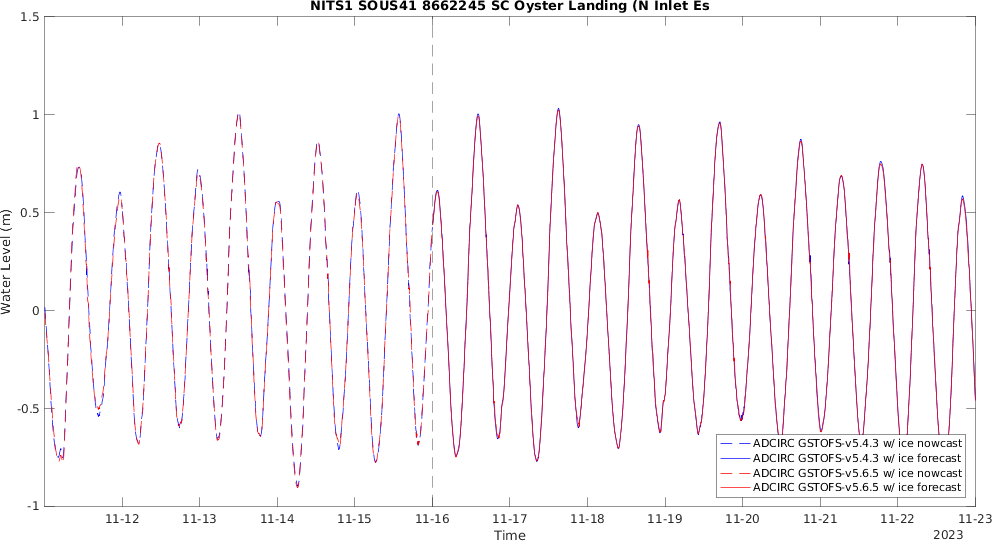 NITS1 SOUS41 8662245 SC Oyster Landing (N Inlet Es
1.5
1
0.5
0
-0.5
-1
Water Level (m)
11-12 11-13 11-14 11-15 11-16 11-17 11-18 11-19 11-20 11-21 11-22 11-23
Time
2023
ADCIRC GSTOFS-v5.4.3 w/ ice nowcast
ADCIRC GSTOFS-v5.4.3 w/ ice forecast
ADCIRC GSTOFS-v5.6.5 w/ ice nowcast
ADCIRC GSTOFS-v5.6.5 w/ ice forecast